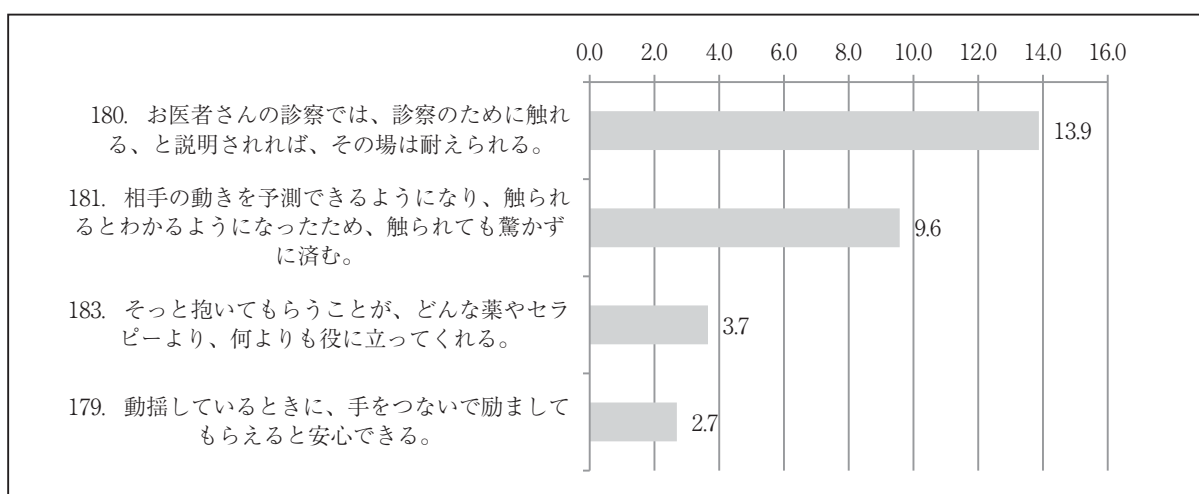 0.0 2.0 4.0 6.0 8.0 10.0 12.0 14.0 16.0
180. お医者さんの診察では、診察のために触れ
る、と説明されれば、その場は耐えられる。
13.9
181. 相手の動きを予測できるようになり、触られ
るとわかるようになったため、触られても驚かず
に済む。
9.6
183. そっと抱いてもらうことが、どんな薬やセラ
ピーより、何よりも役に立ってくれる。
3.7
179. 動揺しているときに、手をつないで励まして
もらえると安心できる。
2.7